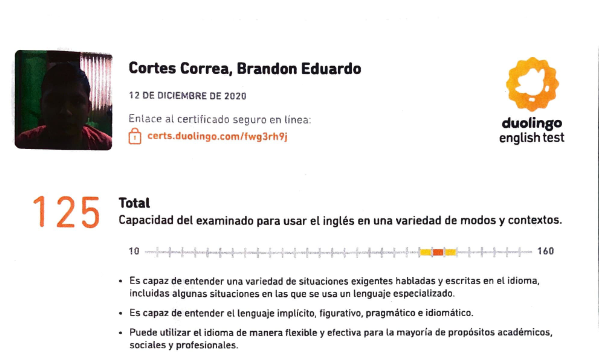 Cortes Correa, Brandon Eduardo
12 DE DICIEMBRE DE 2020
Enlace al certificado seguro en línea:
certs.duolingo.com/fwg3rh9j
duolingo
english test
125
Total
Capacidad del examinado para usar el inglés en una variedad de modos y contextos.
10
160
• Es capaz de entender una variedad de situaciones exigentes habladas y escritas en el idioma,
incluidas algunas situaciones en las que se usa un lenguaje especializado.
• Es capaz de entender el lenguaje implícito, figurativo, pragmático e idiomático.
• Puede utilizar el idioma de manera flexible y efectiva para la mayoría de propósitos académicos,
sociales y profesionales.